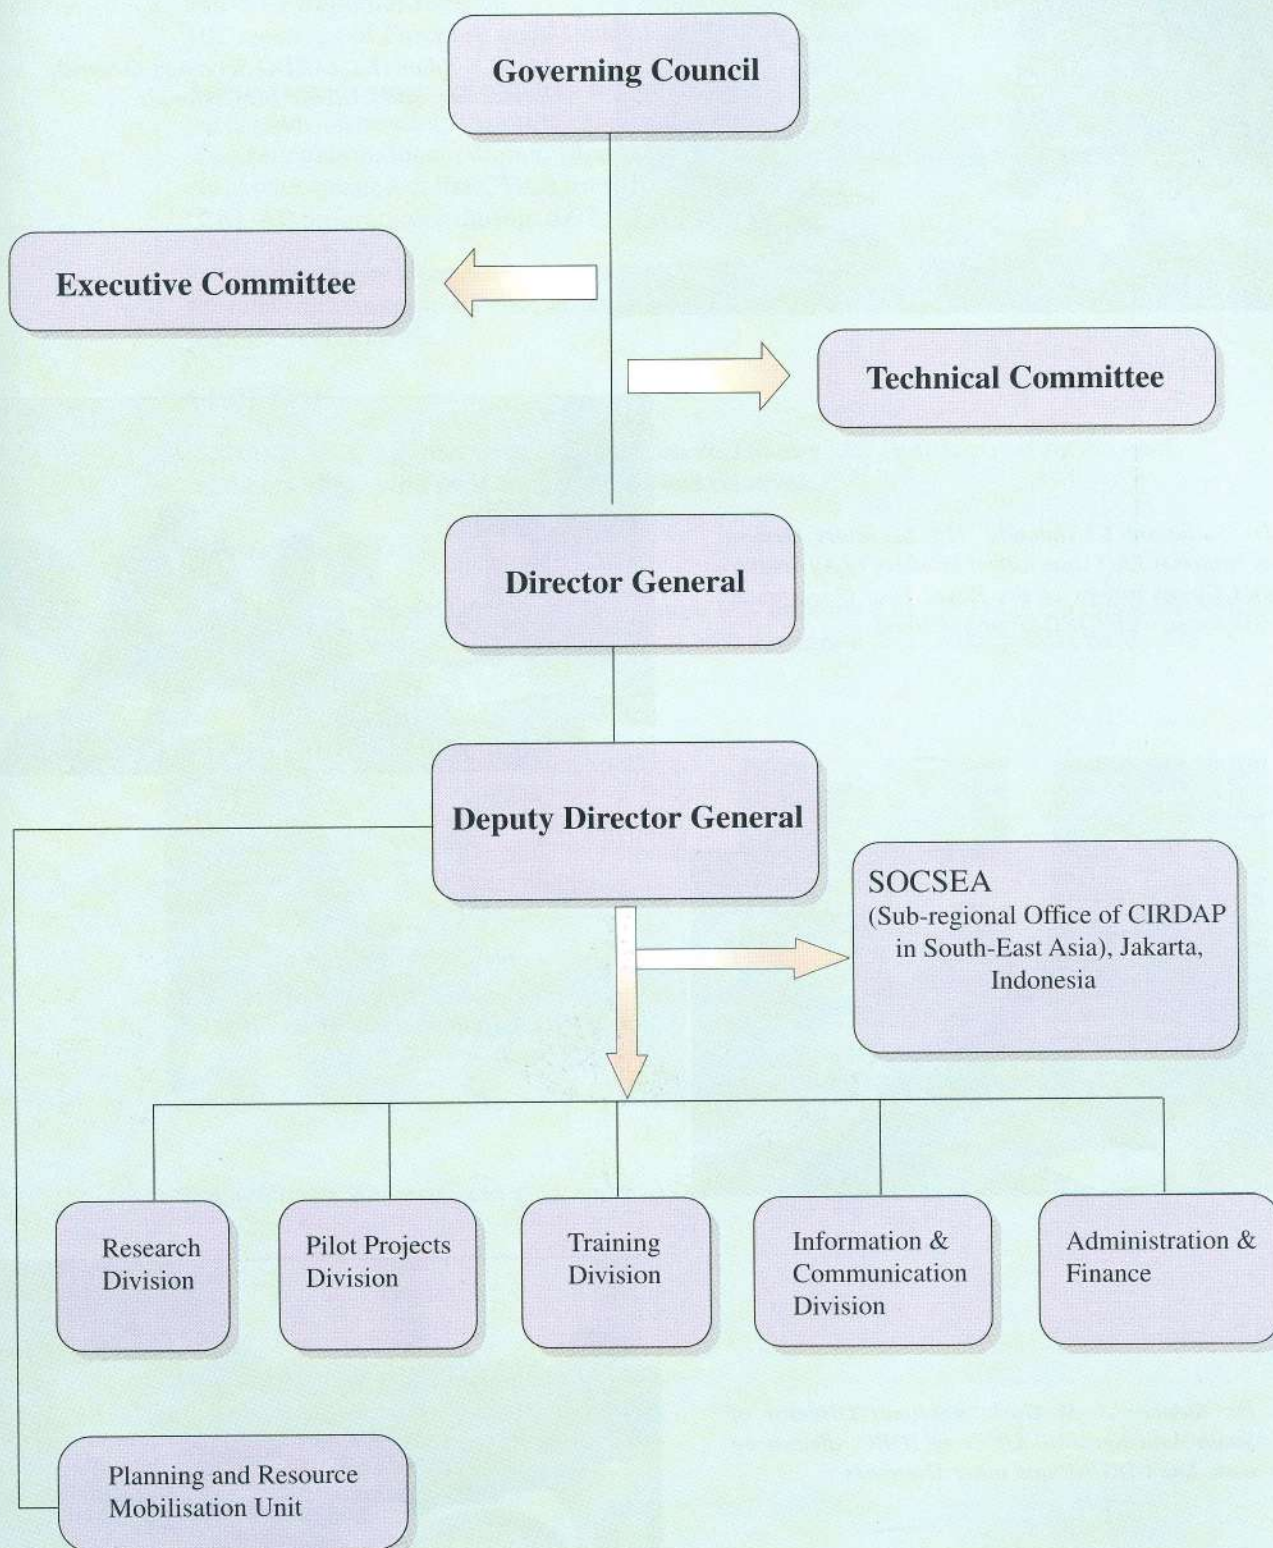 Governing Council
Executive Committee
Technical Committee
Director General
Deputy Director General
SOCSEA
(Sub-regional Office of CIRDAP
in South-East Asia), Jakarta,
Indonesia
Research
Division
Pilot Projects
Division
Training
Division
Information &
Communication
Division
Administration &
Finance
Planning and Resource
Mobilisation Unit